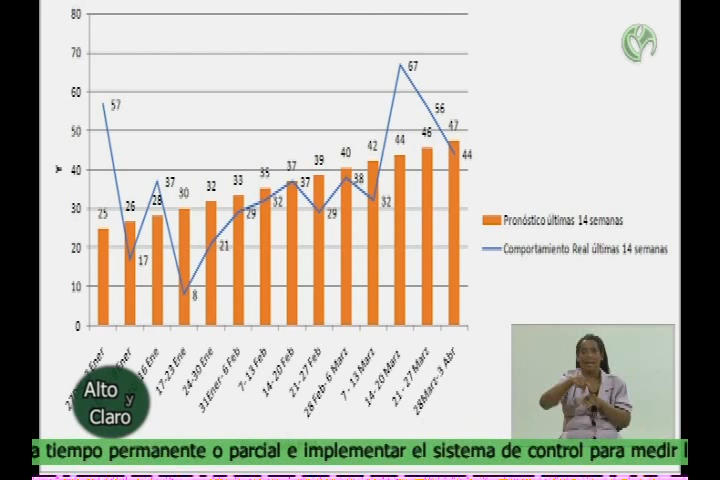 80
70
60
50
40
30
20
10
0
57
17
37
8
21
29
32
37
29
38
32
67
56
44
25
26
28
30
32
33
35
37
39
40
42
44
46
47
Pronóstico últimas 14 semanas
Comportamiento Real últimas 14 semanas
Ener
Ener
16 Ene
17-23 Ene
24-30 Ene
31Ener- 6 Feb
7- 13 Feb
14- 20 Feb
21- 27 Feb
28 Feb- 6 Marz
7 - 13 Marz
14- 20 Marz
21 - 27 Marz
28Marz- 3 Abr
Alto
y
Claro
a tiempo permanente o parcial e implementar el sistema de control para medir l